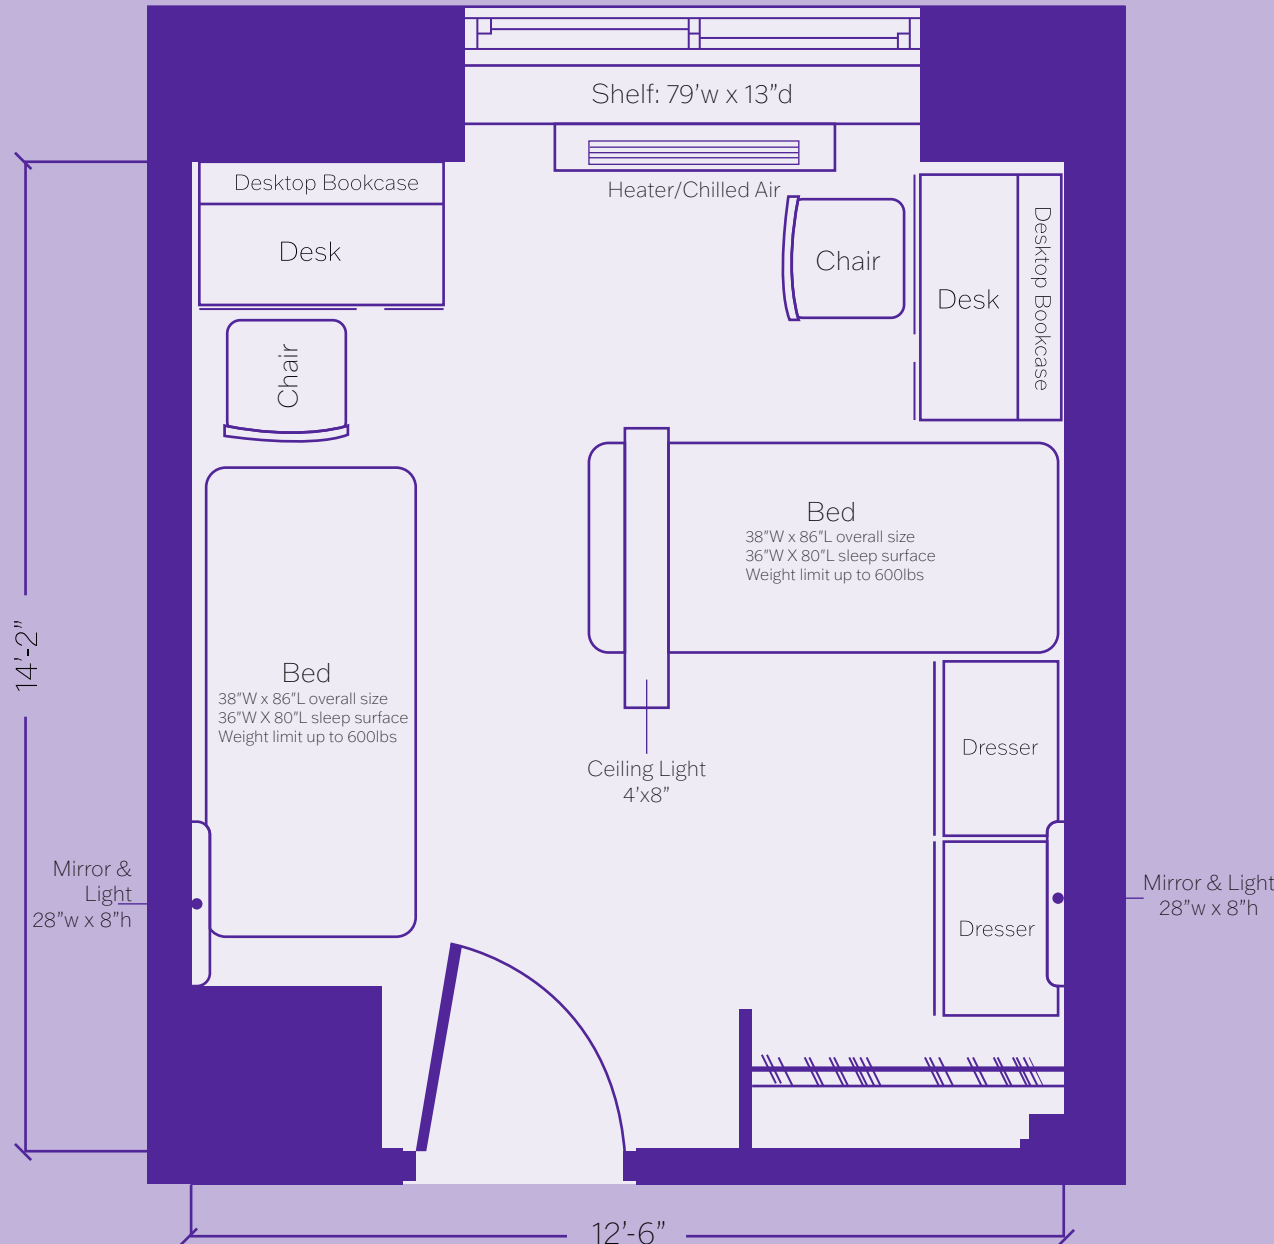 Shelf: 79’w x 13”d
Desktop Bookcase
Heater/Chilled Air
Desk
Chair
Desk
Desktop Bookcase
Chair
Bed
38”W x 86”L overall size
36”W X 80”L sleep surface
Weight limit up to 600lbs
14’-2”
Bed
38”W x 86”L overall size
36”W X 80”L sleep surface
Weight limit up to 600lbs
Dresser
Ceiling Light
4’x8”
Mirror &
Light
28”w x 8”h
Mirror & Light
28”w x 8”h
Dresser
12’-6”